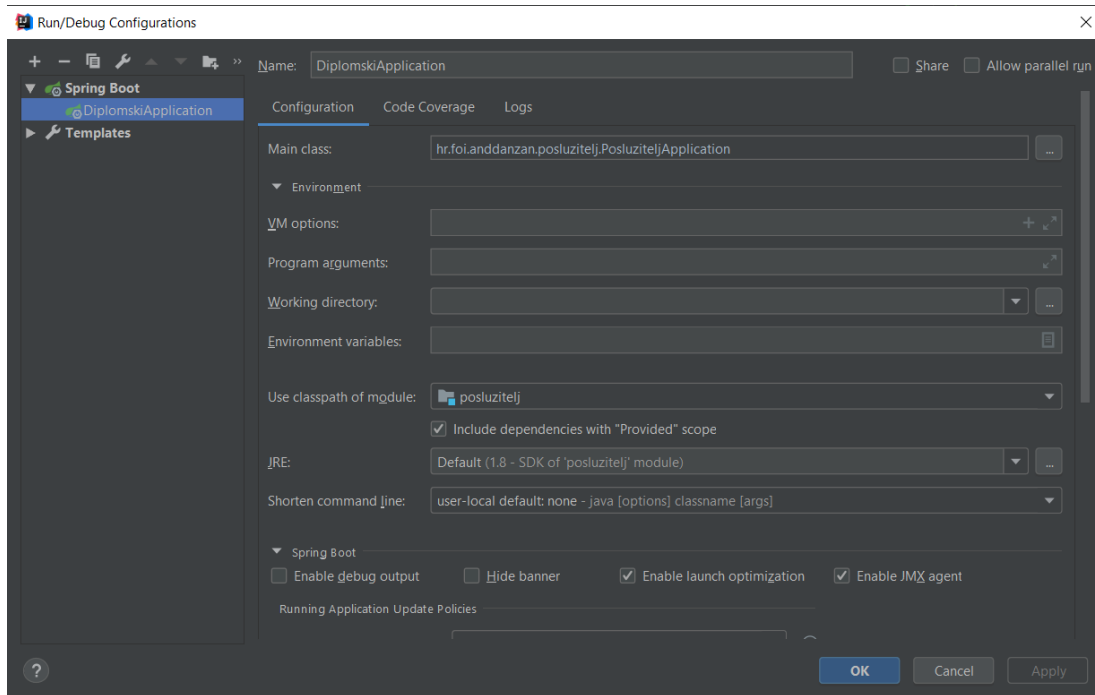 Run/Debug Configurations
Name: DiplomskiApplication Share Allow parallel run
Spring Boot
DiplomskiApplication
Templates
Configuration Code Coverage Logs
Main class: hr.foi.anddanzan.posluzitelj.PosluziteljApplication ...
Environment
VM options:
Program arguments:
Working directory: ...
Environment variables:
Use classpath of module: posluzitelj
Include dependencies with "Provided" scope
JRE: Default (1.8 - SDK of 'posluzitelj' module) ...
Shorten command line: user-local default: none - java [options] classname [args]
Spring Boot
Enable debug output Hide banner Enable launch optimization Enable JMX agent
Running Application Update Policies
? OK Cancel Apply